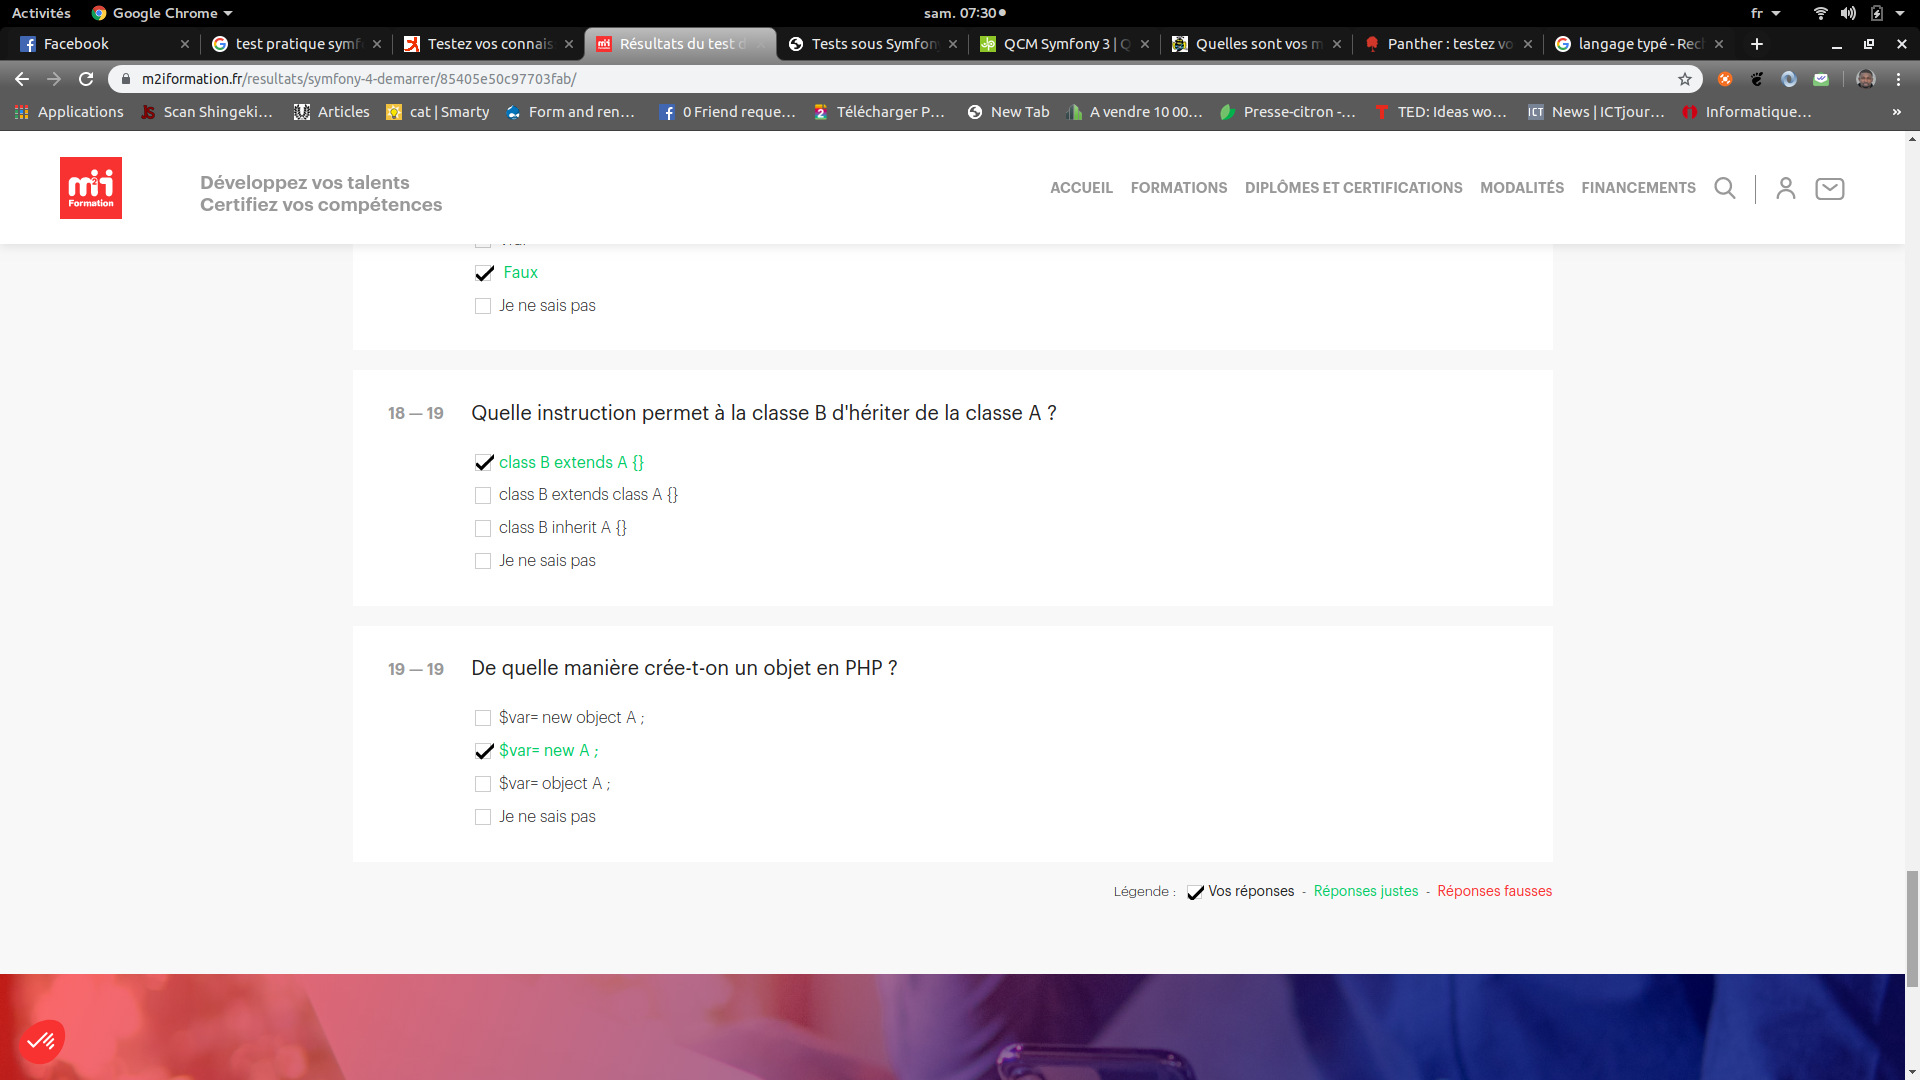 Activités Google Chrome sam. 07:30 fr
Facebook test pratique symf Testez vos connais Résultats du test d Tests sous Symfon QCM Symfony 3 | Q Quelles sont vos m Panther : testez vo langage typé - Rec
m2iformation.fr/resultats/symfony-4-demarrer/85405e50c97703fab/
Applications Scan Shingeki... Articles cat | Smarty Form and ren... 0 Friend reque... Télécharger P... New Tab A vendre 10 00... Presse-citron -... TED: Ideas wo... ICT News | ICTjour... Informatique... »
m2i Formation
Développez vos talents
Certifiez vos compétences
ACCUEIL FORMATIONS DIPLÔMES ET CERTIFICATIONS MODALITÉS FINANCEMENTS
Faux
Je ne sais pas
18 — 19 Quelle instruction permet à la classe B d'hériter de la classe A ?
class B extends A {}
class B extends class A {}
class B inherit A {}
Je ne sais pas
19 — 19 De quelle manière crée-t-on un objet en PHP ?
$var= new object A ;
$var= new A ;
$var= object A ;
Je ne sais pas
Légende : Vos réponses - Réponses justes - Réponses fausses